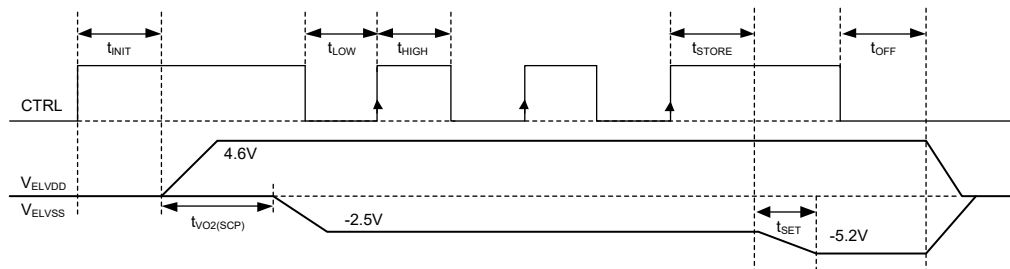 tINIT
tLOW
tHIGH
tSTORE
tOFF
CTRL
4.6V
VELVDD
VELVSS
tVO2(SCP)
-2.5V
tSET
-5.2V